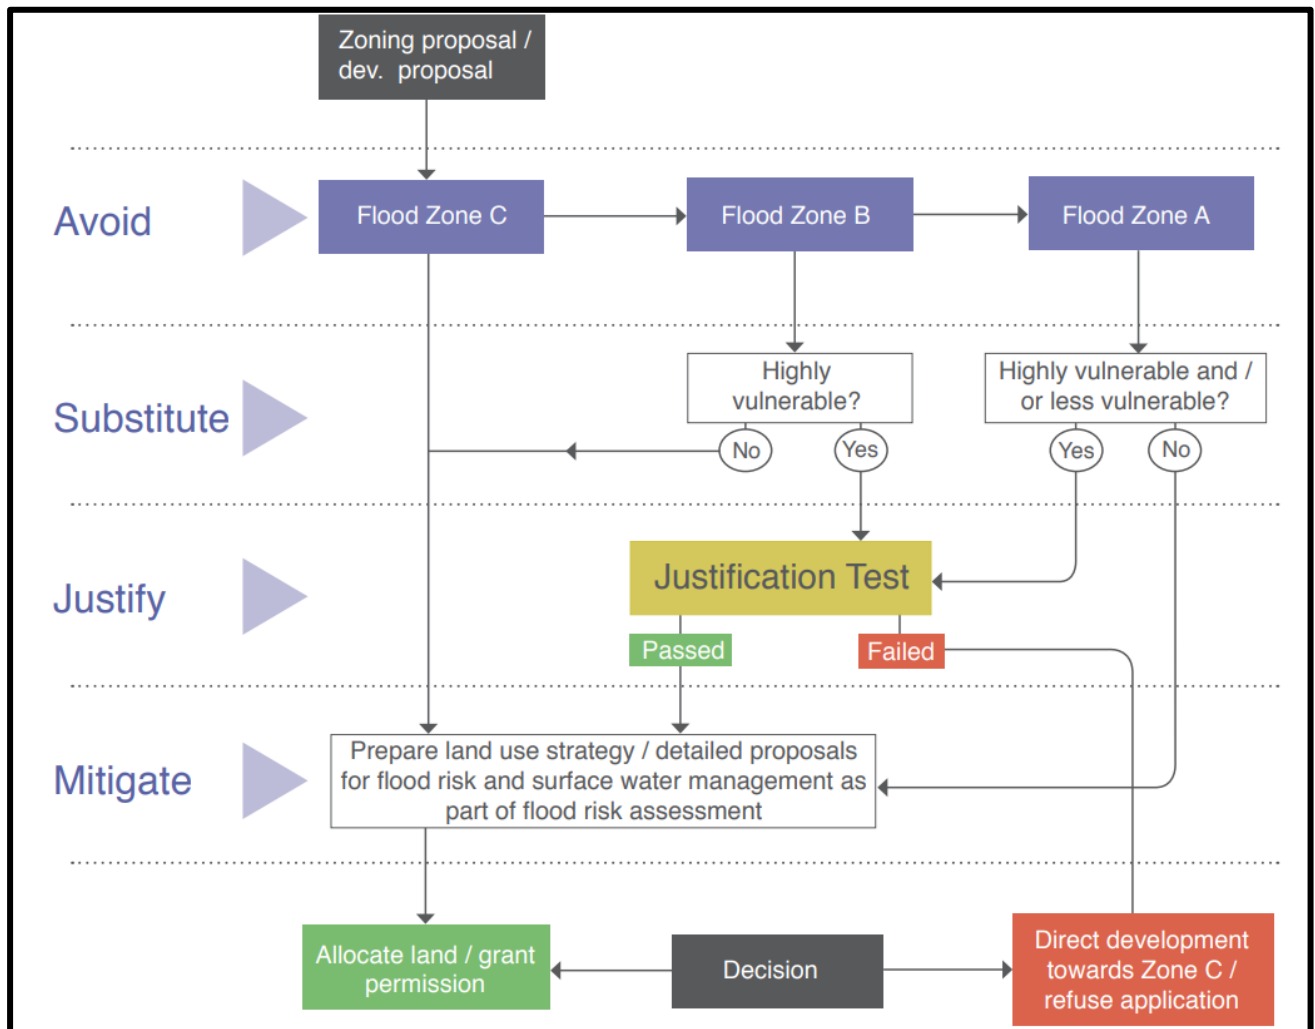 Zoning proposal /
dev. proposal
Avoid
Flood Zone C
Flood Zone B
Flood Zone A
Substitute
Highly
vulnerable?
Highly vulnerable and /
or less vulnerable?
No
Yes
Yes
No
Justify
Justification Test
Passed
Failed
Mitigate
Prepare land use strategy / detailed proposals
for flood risk and surface water management as
part of flood risk assessment
Allocate land / grant
permission
Decision
Direct development
towards Zone C /
refuse application